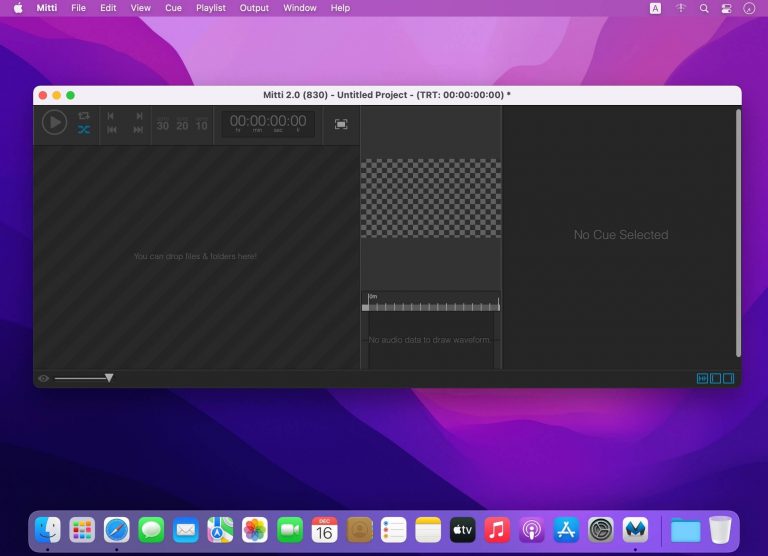 Mitti File Edit View Cue Playlist Output Window Help
A
Mitti 2.0 (830) - Untitled Project - (TRT: 00:00:00:00) *
30 20 10
00:00:00:00
hr min sec fr
You can drop files & folders here!
No Cue Selected
0m
No audio data to draw waveform.
DEC
16
tv